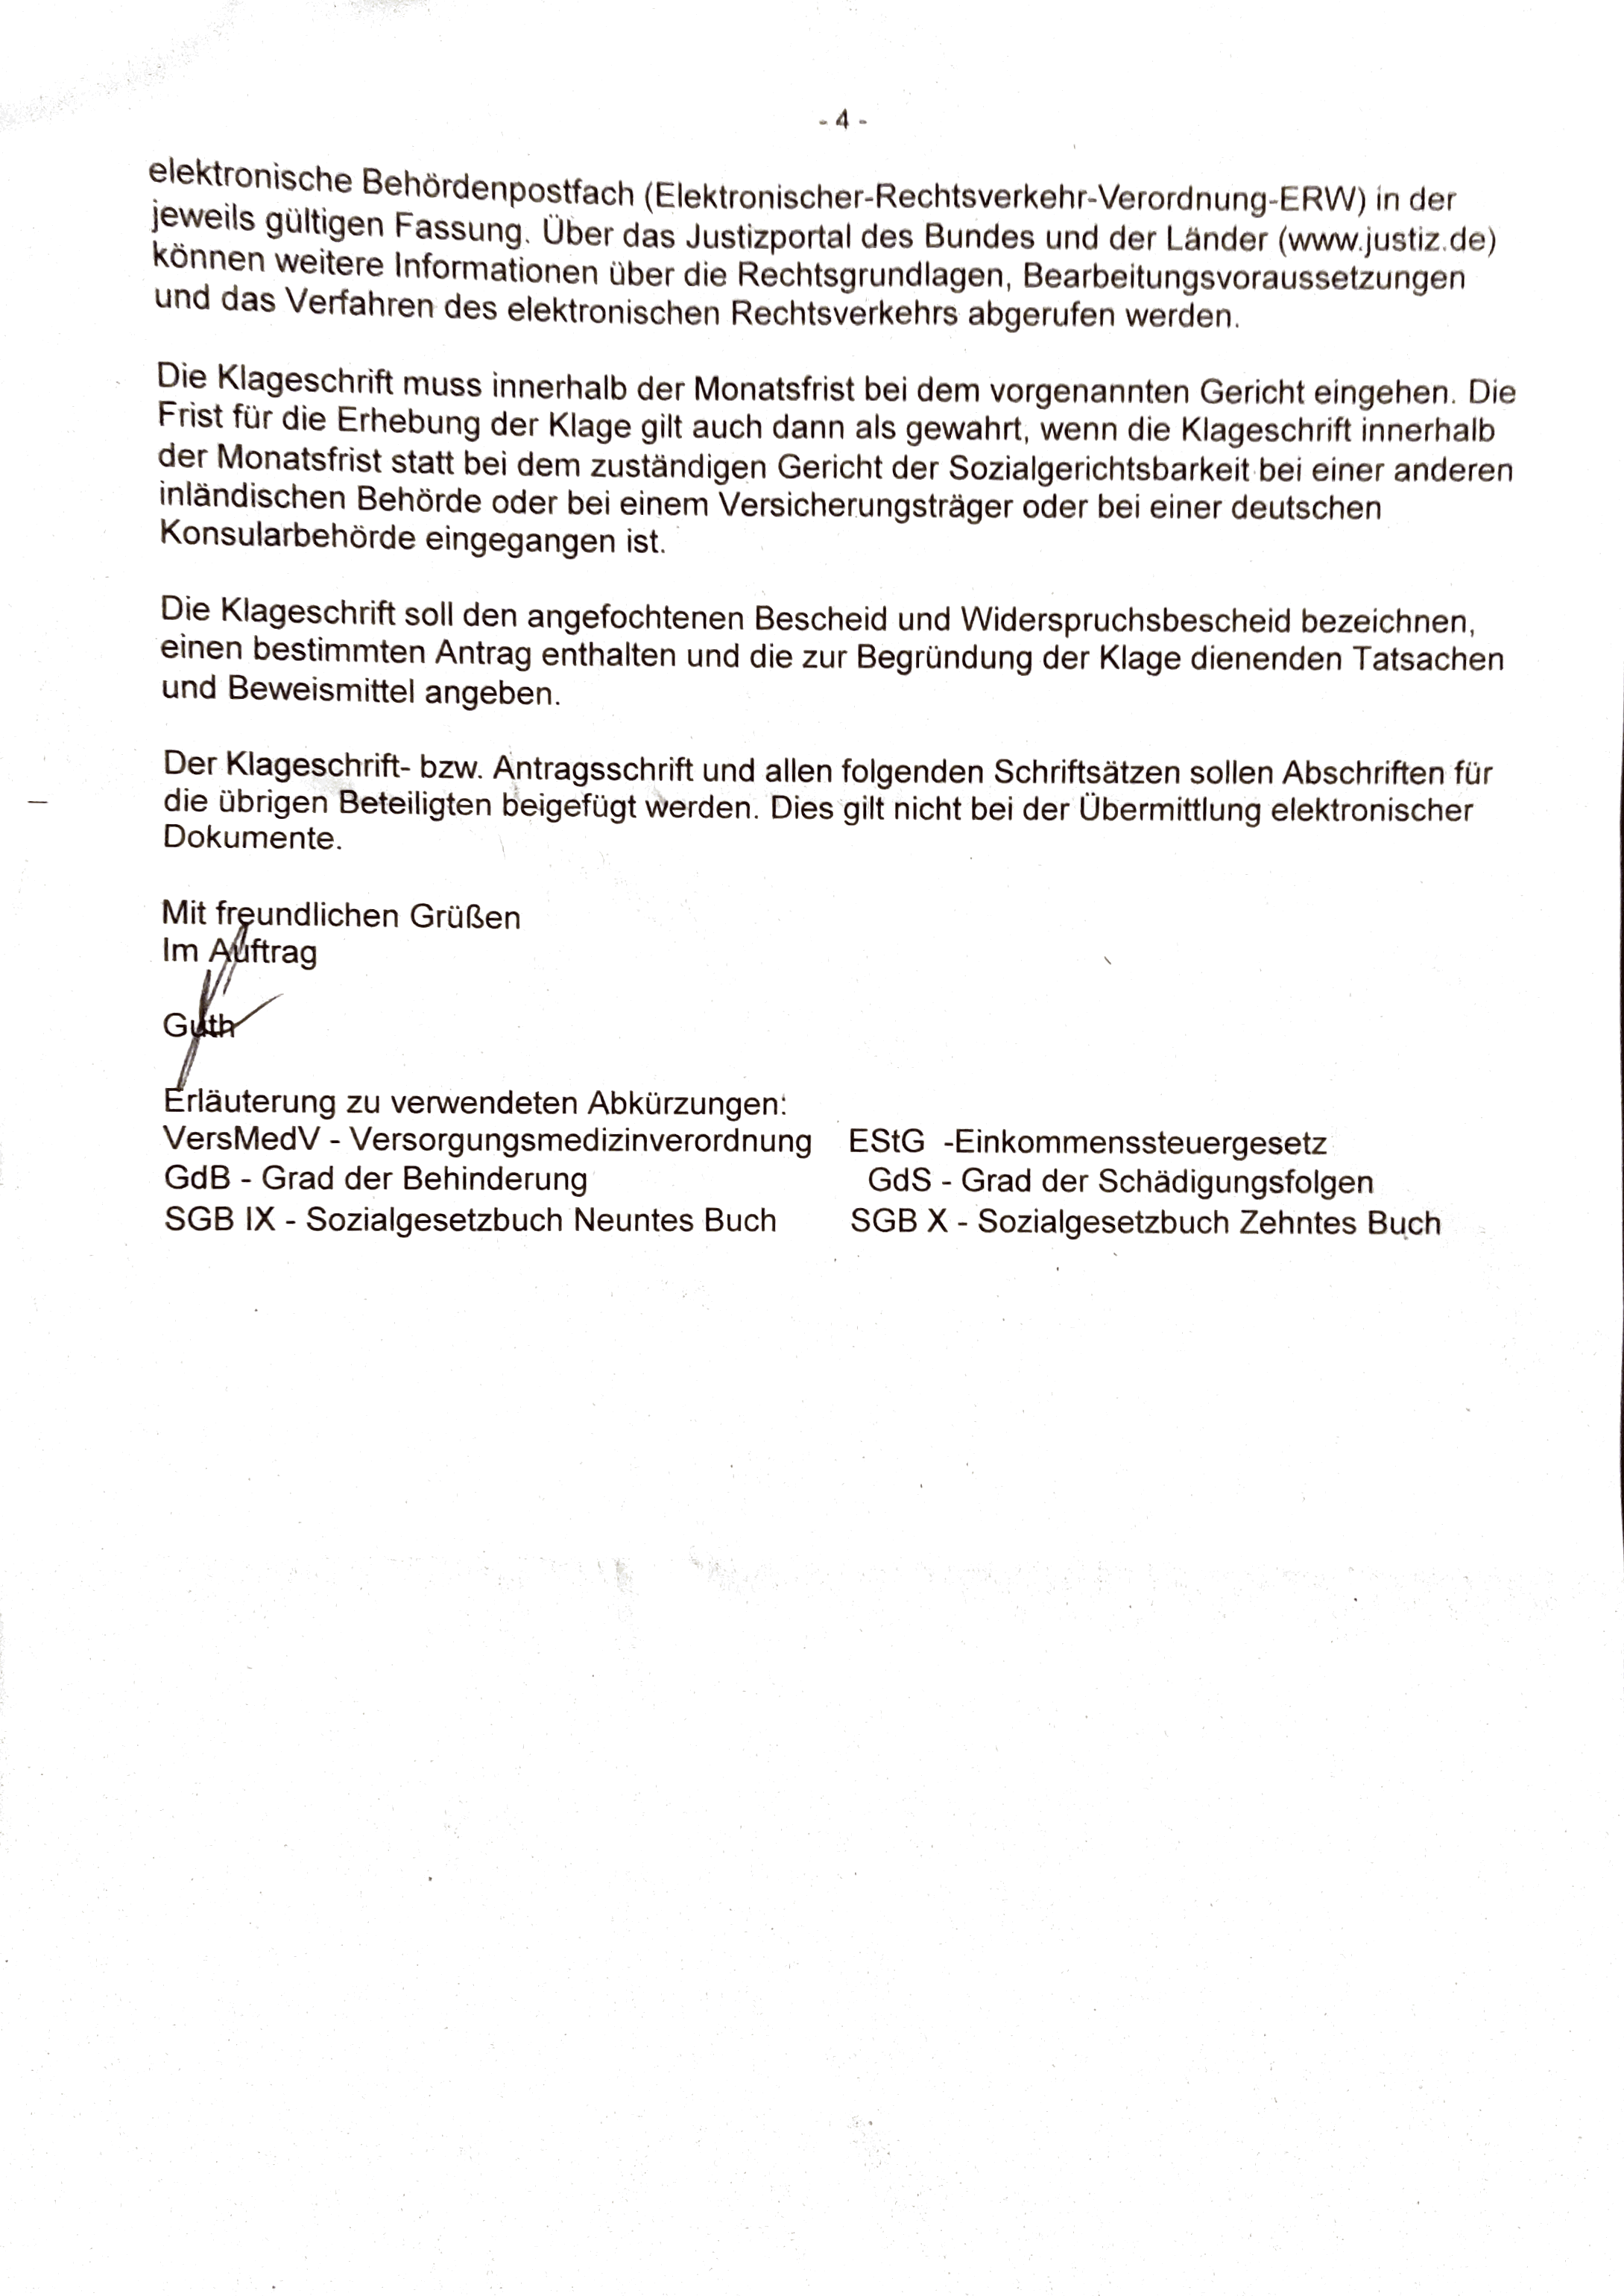 - 4 -
elektronische Behördenpostfach (Elektronischer-Rechtsverkehr-Verordnung-ERW) in der
jeweils gültigen Fassung. Über das Justizportal des Bundes und der Länder (www.justiz.de)
können weitere Informationen über die Rechtsgrundlagen, Bearbeitungsvoraussetzungen
und das Verfahren des elektronischen Rechtsverkehrs abgerufen werden.
Die Klageschrift muss innerhalb der Monatsfrist bei dem vorgenannten Gericht eingehen. Die
Frist für die Erhebung der Klage gilt auch dann als gewahrt, wenn die Klageschrift innerhalb
der Monatsfrist statt bei dem zuständigen Gericht der Sozialgerichtsbarkeit bei einer anderen
inländischen Behörde oder bei einem Versicherungsträger oder bei einer deutschen
Konsularbehörde eingegangen ist.
Die Klageschrift soll den angefochtenen Bescheid und Widerspruchsbescheid bezeichnen,
einen bestimmten Antrag enthalten und die zur Begründung der Klage dienenden Tatsachen
und Beweismittel angeben.
Der Klageschrift- bzw. Antragsschrift und allen folgenden Schriftsätzen sollen Abschriften für
die übrigen Beteiligten beigefügt werden. Dies gilt nicht bei der Übermittlung elektronischer
Dokumente.
Mit freundlichen Grüßen
Im Auftrag
Guth
Erläuterung zu verwendeten Abkürzungen:
VersMedV - Versorgungsmedizinverordnung EStG -Einkommenssteuergesetz
GdB - Grad der Behinderung GdS - Grad der Schädigungsfolgen
SGB IX - Sozialgesetzbuch Neuntes Buch SGB X - Sozialgesetzbuch Zehntes Buch